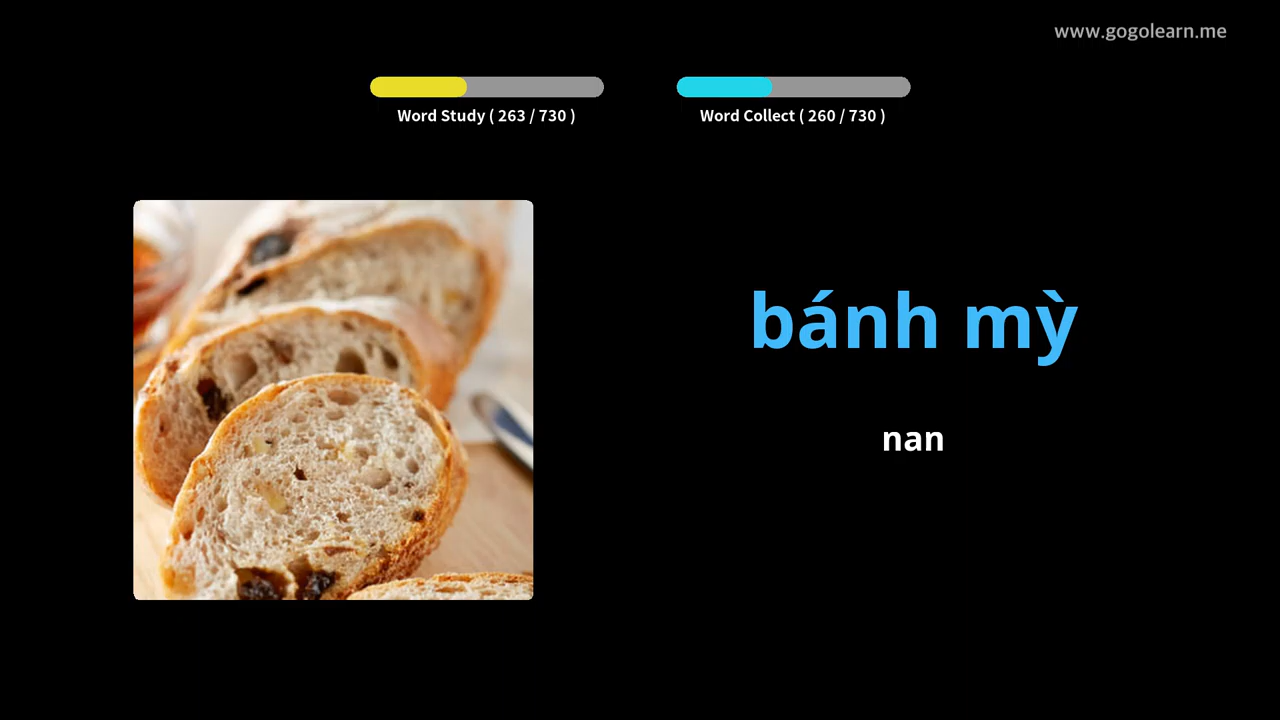 www.gogolearn.me
Word Study ( 263 / 730 )
Word Collect ( 260 / 730 )
bánh mỳ
nan